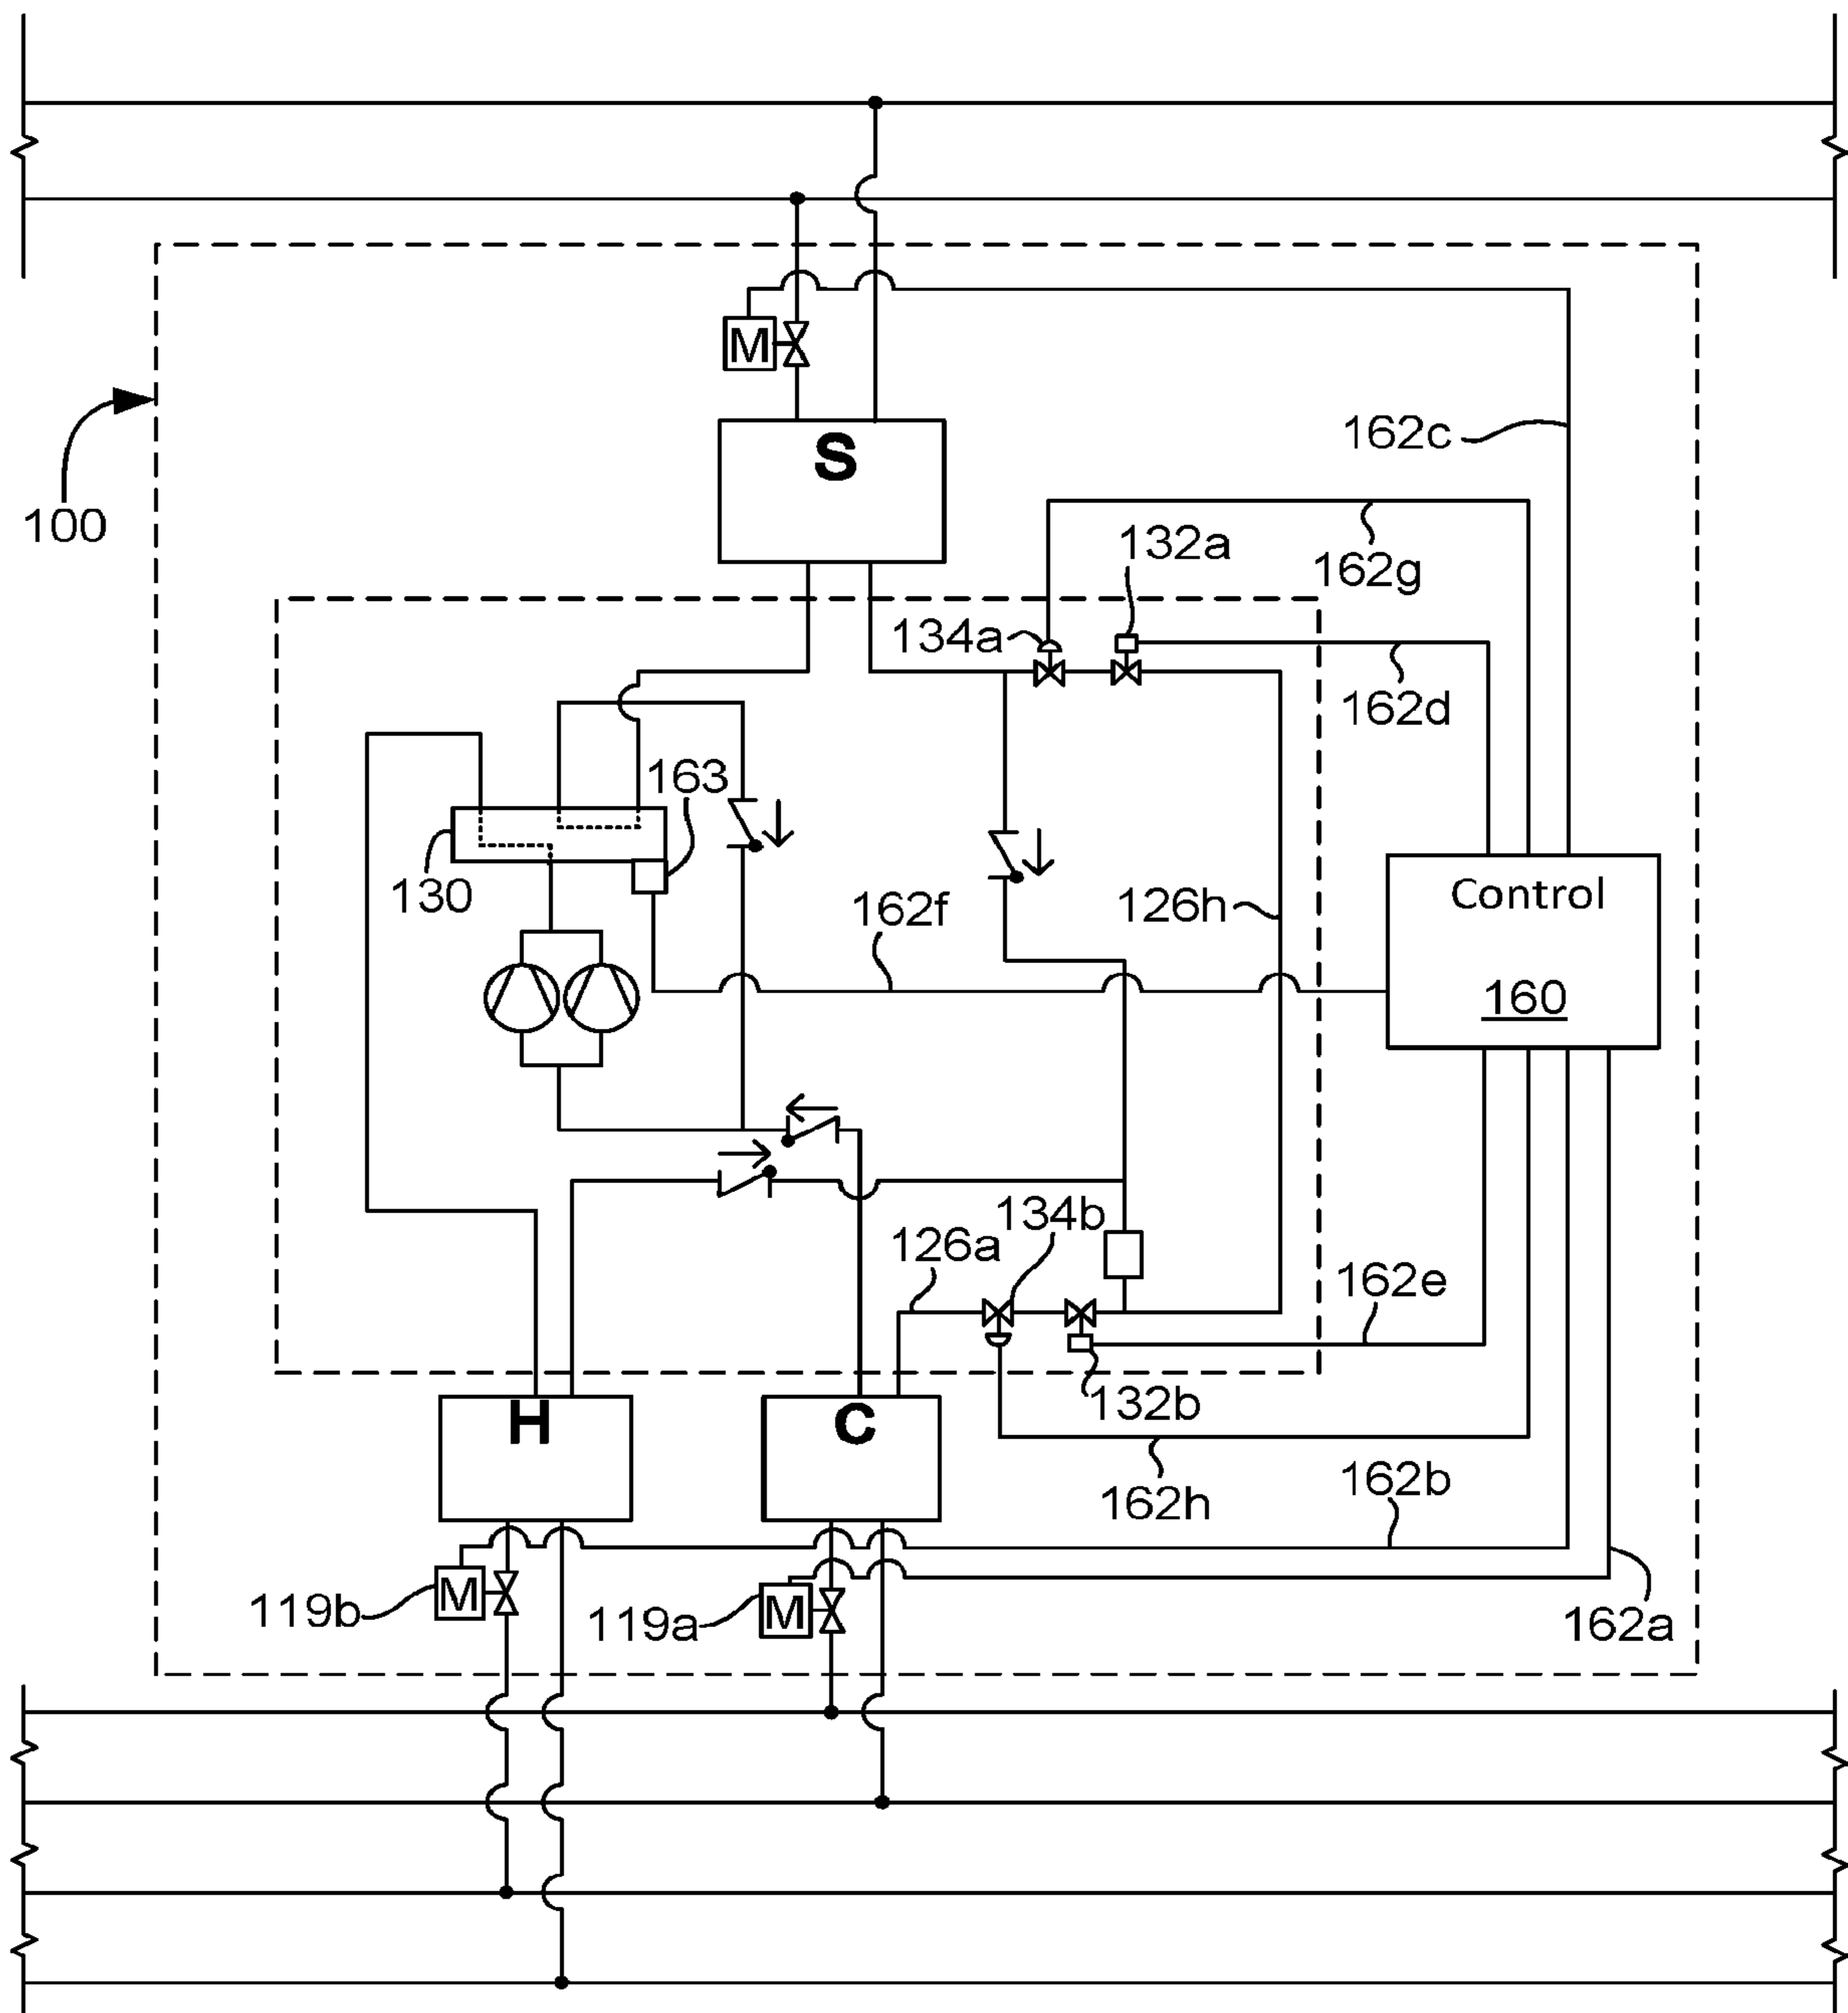 M
S
100
162c
132a
162g
134a
162d
163
130
162f
126h
Control
160
134b
126a
162e
H
C
132b
162h
162b
M
119b
M
119a
162a